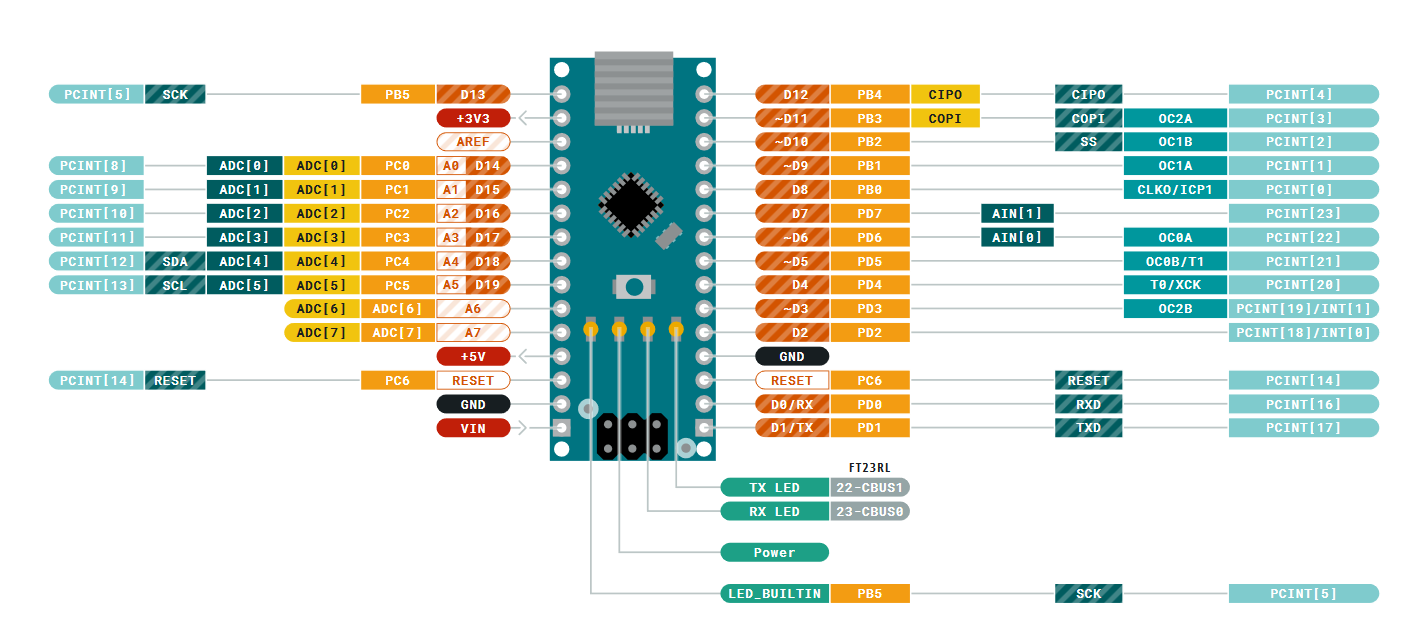 PCINT[5] SCK PB5 D13 D12 PB4 CIPO CIPO PCINT[4]
+3V3 ~D11 PB3 COPI COPI OC2A PCINT[3]
AREF ~D10 PB2 SS OC1B PCINT[2]
PCINT[8] ADC[0] ADC[0] PC0 A0 D14 ~D9 PB1 OC1A PCINT[1]
PCINT[9] ADC[1] ADC[1] PC1 A1 D15 D8 PB0 CLKO/ICP1 PCINT[0]
PCINT[10] ADC[2] ADC[2] PC2 A2 D16 D7 PD7 AIN[1] PCINT[23]
PCINT[11] ADC[3] ADC[3] PC3 A3 D17 ~D6 PD6 AIN[0] OC0A PCINT[22]
PCINT[12] SDA ADC[4] ADC[4] PC4 A4 D18 ~D5 PD5 OC0B/T1 PCINT[21]
PCINT[13] SCL ADC[5] ADC[5] PC5 A5 D19 D4 PD4 T0/XCK PCINT[20]
ADC[6] ADC[6] A6 ~D3 PD3 OC2B PCINT[19]/INT[1]
ADC[7] ADC[7] A7 D2 PD2 PCINT[18]/INT[0]
+5V GND
PCINT[14] RESET PC6 RESET RESET PC6 RESET PCINT[14]
GND D0/RX PD0 RXD PCINT[16]
VIN D1/TX PD1 TXD PCINT[17]
FT23RL
TX LED 22-CBUS1
RX LED 23-CBUS0
Power
LED_BUILTIN PB5 SCK PCINT[5]